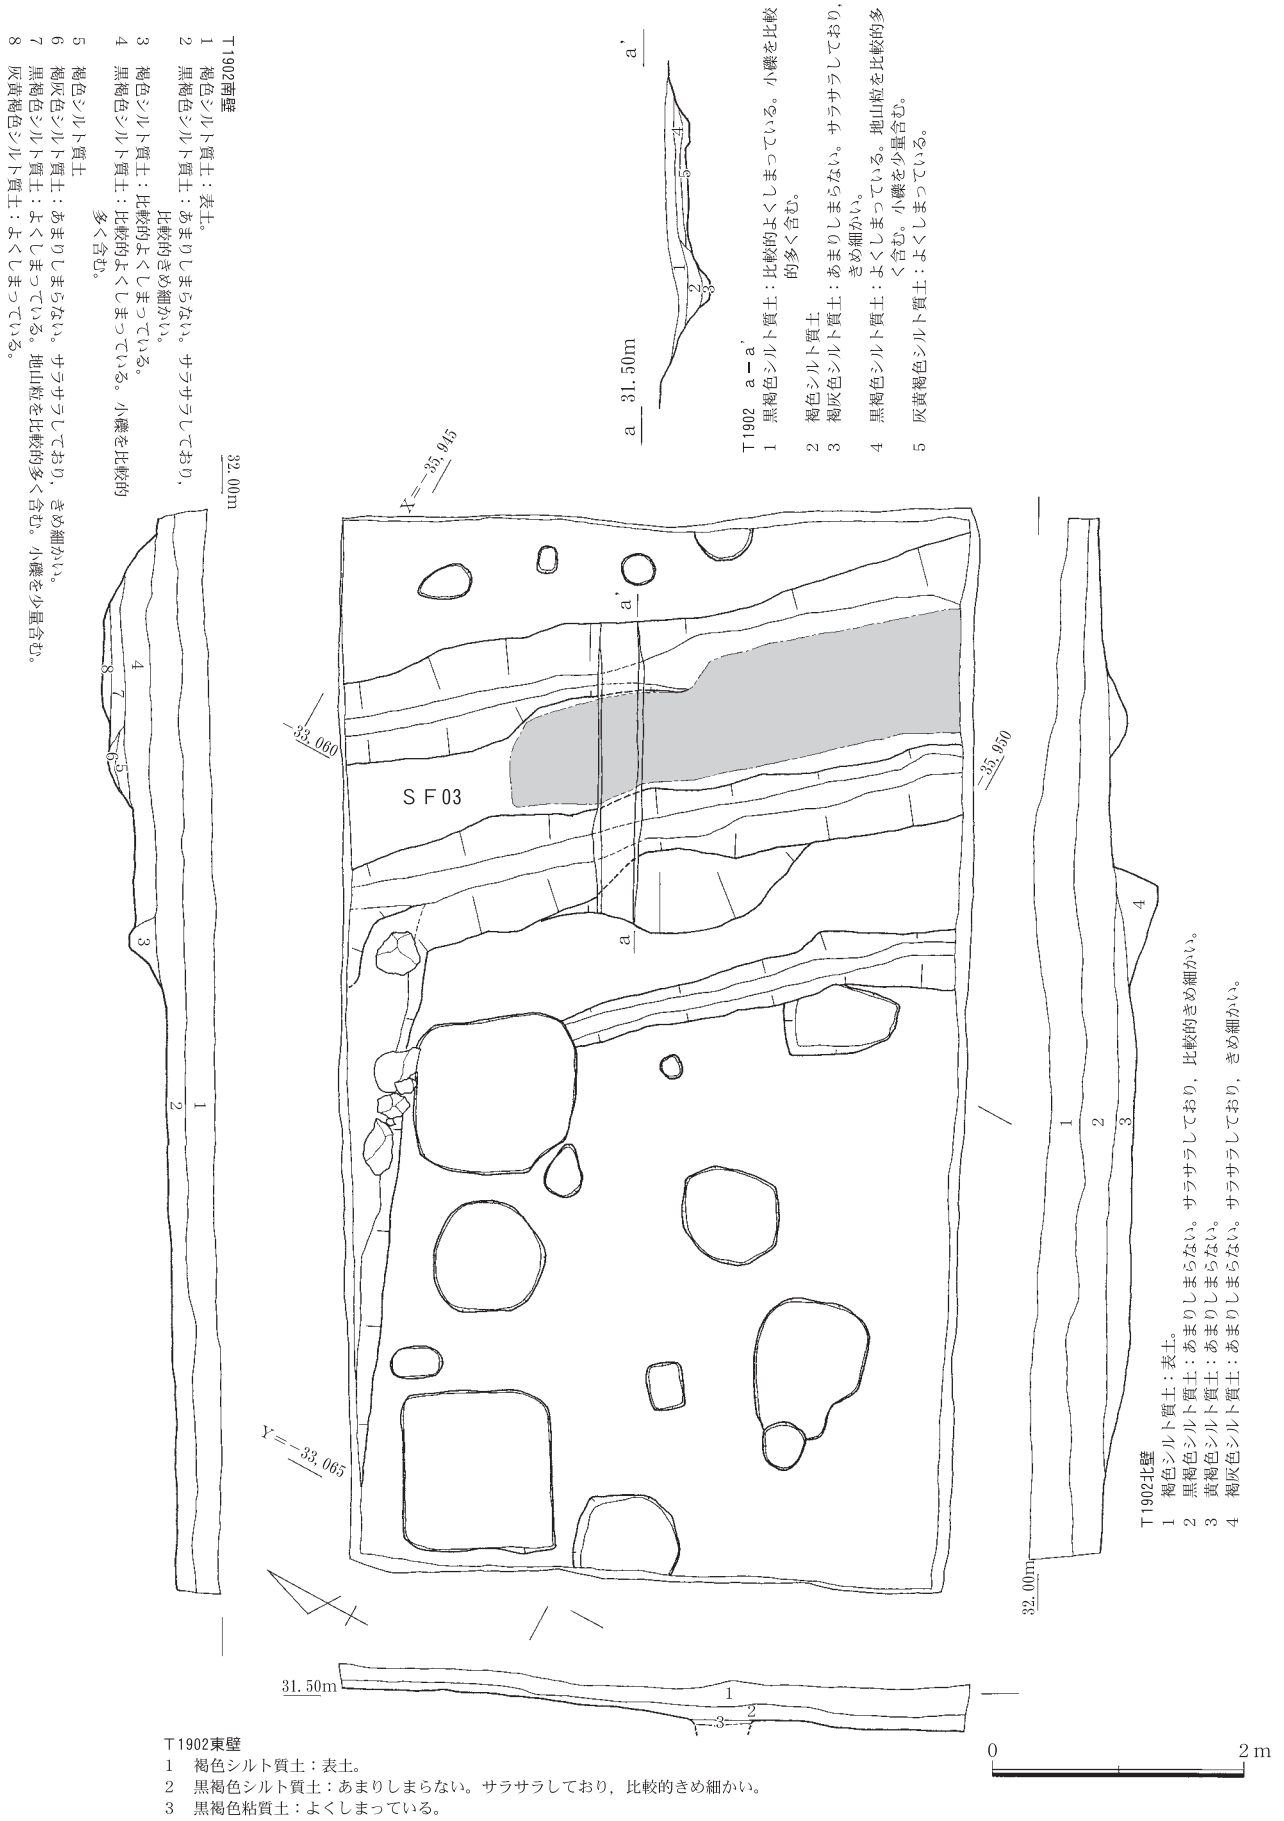 T1902南壁
1　褐色シルト質土：表土。
2　黒褐色シルト質土：あまりしまらない。サラサラしており，
比較的きめ細かい。
3　褐色シルト質土：比較的よくしまっている。
4　黒褐色シルト質土：比較的よくしまっている。小礫を比較的
多く含む。
5　褐色シルト質土
6　褐灰色シルト質土：あまりしまらない。サラサラしており，きめ細かい。
7　黒褐色シルト質土：よくしまっている。地山粒を比較的多く含む。小礫を少量含む。
8　灰黄褐色シルト質土：よくしまっている。
a’
4
5
1
2
3
a　31.50m
T1902　a－a’
1　黒褐色シルト質土：比較的よくしまっている。小礫を比較
的多く含む。
2　褐色シルト質土
3　褐灰色シルト質土：あまりしまらない。サラサラしており，
きめ細かい。
4　黒褐色シルト質土：よくしまっている。地山粒を比較的多
く含む。小礫を少量含む。
5　灰黄褐色シルト質土：よくしまっている。
32.00m
8
4
7
6
5
3
2
1
X＝-35,945
-33,060
-35,950
Y＝-33,065
a’
SF03
a
4
1
2
3
32.00m
T1902北壁
1　褐色シルト質土：表土。
2　黒褐色シルト質土：あまりしまらない。サラサラしており，比較的きめ細かい。
3　黄褐色シルト質土：あまりしまらない。
4　褐灰色シルト質土：あまりしまらない。サラサラしており，きめ細かい。
31.50m
1
2
3
T1902東壁
1　褐色シルト質土：表土。
2　黒褐色シルト質土：あまりしまらない。サラサラしており，比較的きめ細かい。
3　黒褐色粘質土：よくしまっている。
0　2m